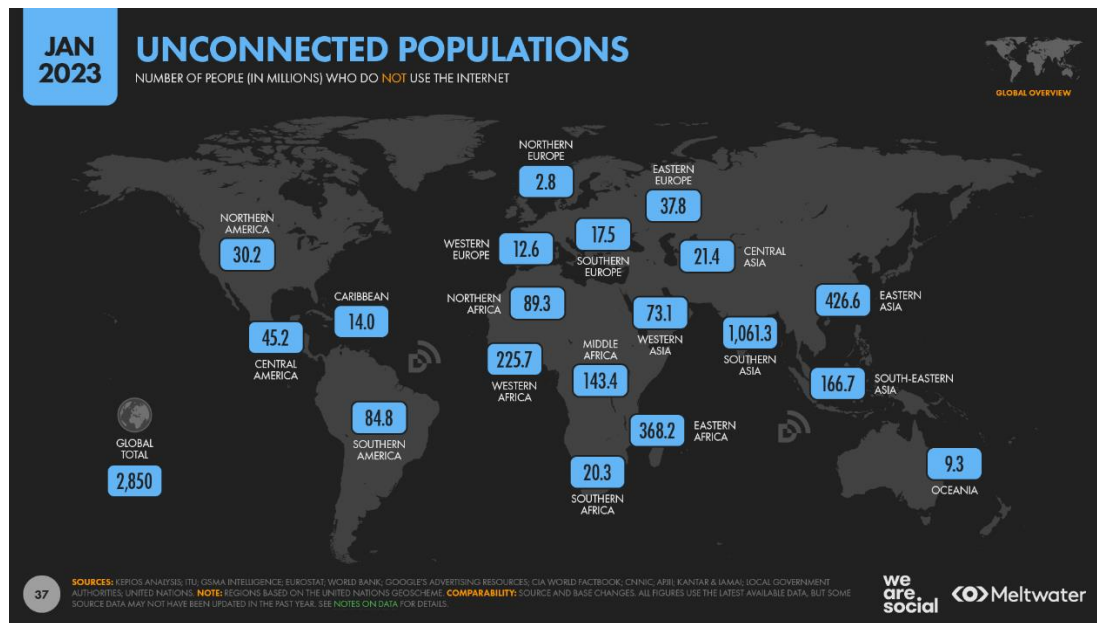 JAN
2023
UNCONNECTED POPULATIONS
NUMBER OF PEOPLE (IN MILLIONS) WHO DO NOT USE THE INTERNET
GLOBAL OVERVIEW
NORTHERN
EUROPE
2.8
EASTERN
EUROPE
37.8
NORTHERN
AMERICA
30.2
WESTERN
EUROPE
12.6
17.5
SOUTHERN
EUROPE
21.4
CENTRAL
ASIA
CARIBBEAN
14.0
NORTHERN
AFRICA
89.3
73.1
WESTERN
ASIA
426.6
EASTERN
ASIA
45.2
CENTRAL
AMERICA
1,061.3
SOUTHERN
ASIA
225.7
WESTERN
AFRICA
MIDDLE
AFRICA
143.4
166.7
SOUTH-EASTERN
ASIA
84.8
SOUTHERN
AMERICA
368.2
EASTERN
AFRICA
GLOBAL
TOTAL
2,850
20.3
SOUTHERN
AFRICA
9.3
OCEANIA
37
SOURCES: KEPIOS ANALYSIS; ITU; GSMA INTELLIGENCE; EUROSTAT; WORLD BANK; GOOGLE'S ADVERTISING RESOURCES; CIA WORLD FACTBOOK; CNNIC; APJII; KANTAR & IAMAI; LOCAL GOVERNMENT
AUTHORITIES; UNITED NATIONS. NOTE: REGIONS BASED ON THE UNITED NATIONS GEOSCHEME. COMPARABILITY: SOURCE AND BASE CHANGES. ALL FIGURES USE THE LATEST AVAILABLE DATA, BUT SOME
SOURCE DATA MAY NOT HAVE BEEN UPDATED IN THE PAST YEAR. SEE NOTES ON DATA FOR DETAILS.
we
are
social
Meltwater